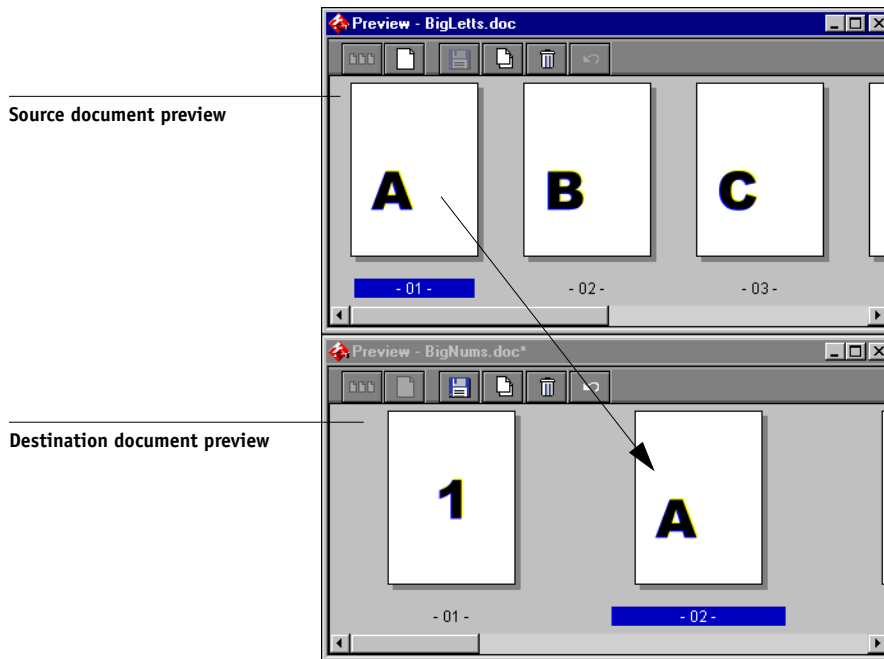 Preview - BigLetts.doc
Source document preview
A B C
- 01 - - 02 - - 03 -
Preview - BigNums.doc*
Destination document preview
1 A
- 01 - - 02 -